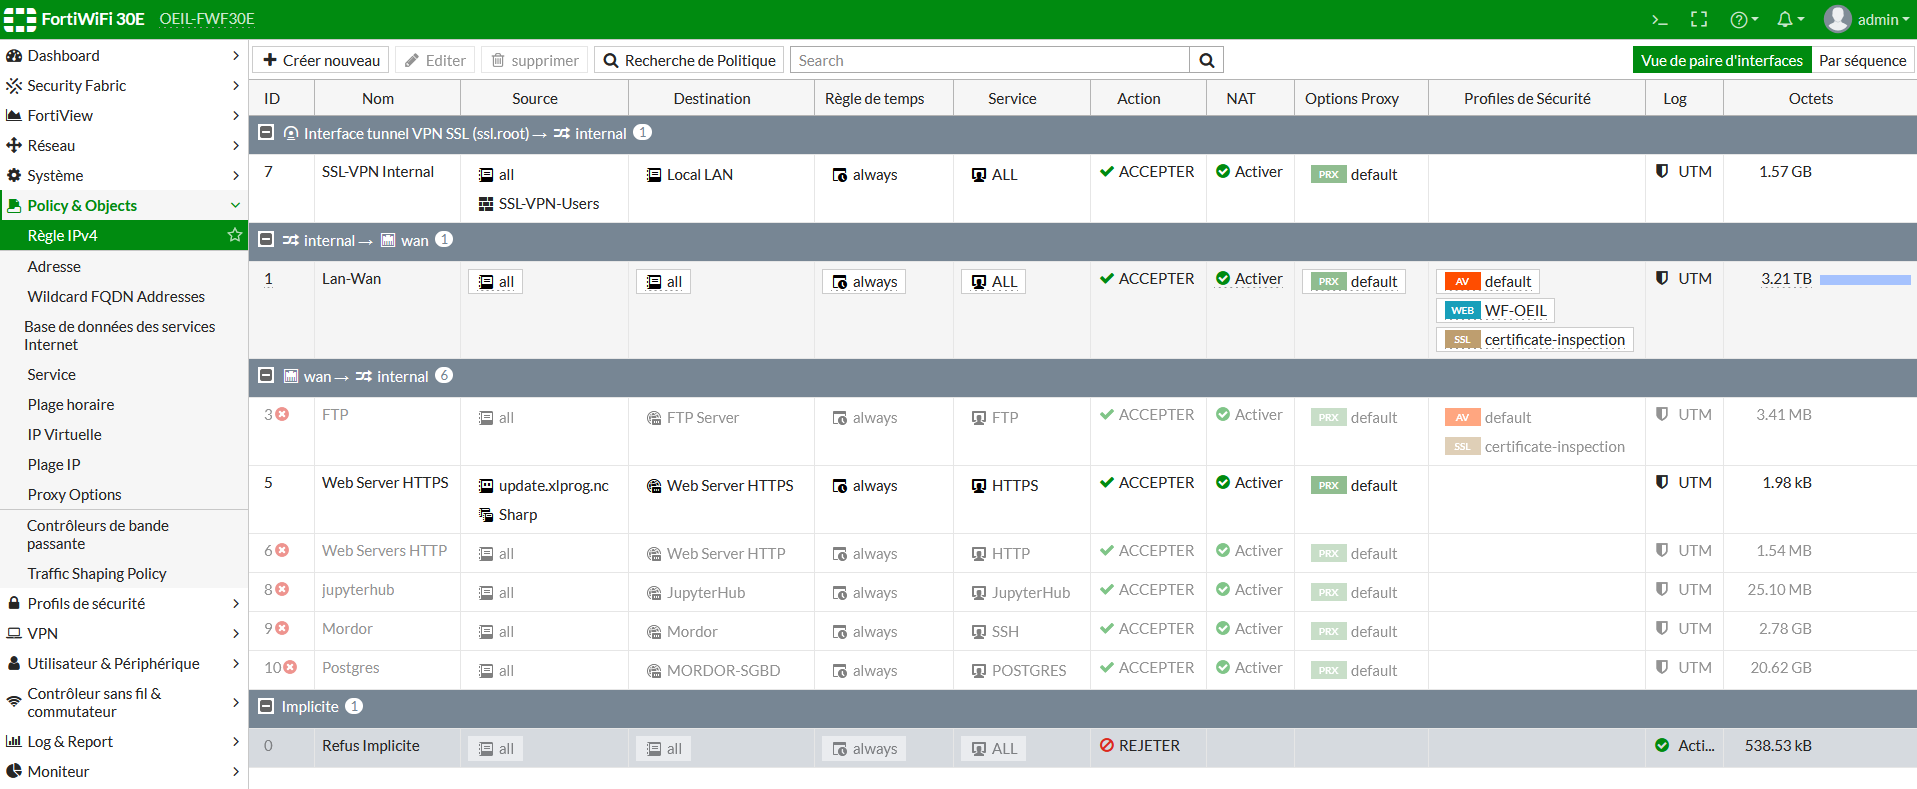 FortiWiFi 30E OEIL-FWF30E admin
Dashboard
Security Fabric
FortiView
Réseau
Système
Policy & Objects
Règle IPv4
Adresse
Wildcard FQDN Addresses
Base de données des services
Internet
Service
Plage horaire
IP Virtuelle
Plage IP
Proxy Options
Contrôleurs de bande
passante
Traffic Shaping Policy
Profils de sécurité
VPN
Utilisateur & Périphérique
Contrôleur sans fil &
commutateur
Log & Report
Moniteur
Créer nouveau Editer supprimer Recherche de Politique Search Vue de paire d'interfaces Par séquence
ID Nom Source Destination Règle de temps Service Action NAT Options Proxy Profiles de Sécurité Log Octets
Interface tunnel VPN SSL (ssl.root) → internal 1
7 SSL-VPN Internal all Local LAN always ALL ACCEPTER Activer PRX default UTM 1.57 GB
SSL-VPN-Users
internal → wan 1
1 Lan-Wan all all always ALL ACCEPTER Activer PRX default AV default UTM 3.21 TB
WEB WF-OEIL
SSL certificate-inspection
wan → internal 6
3 FTP all FTP Server always FTP ACCEPTER Activer PRX default AV default UTM 3.41 MB
SSL certificate-inspection
5 Web Server HTTPS update.xlprog.nc Web Server HTTPS always HTTPS ACCEPTER Activer PRX default UTM 1.98 kB
Sharp
6 Web Servers HTTP all Web Server HTTP always HTTP ACCEPTER Activer PRX default UTM 1.54 MB
8 jupyterhub all JupyterHub always JupyterHub ACCEPTER Activer PRX default UTM 25.10 MB
9 Mordor all Mordor always SSH ACCEPTER Activer PRX default UTM 2.78 GB
10 Postgres all MORDOR-SGBD always POSTGRES ACCEPTER Activer PRX default UTM 20.62 GB
Implicite 1
0 Refus Implicite all all always ALL REJETER Acti... 538.53 kB